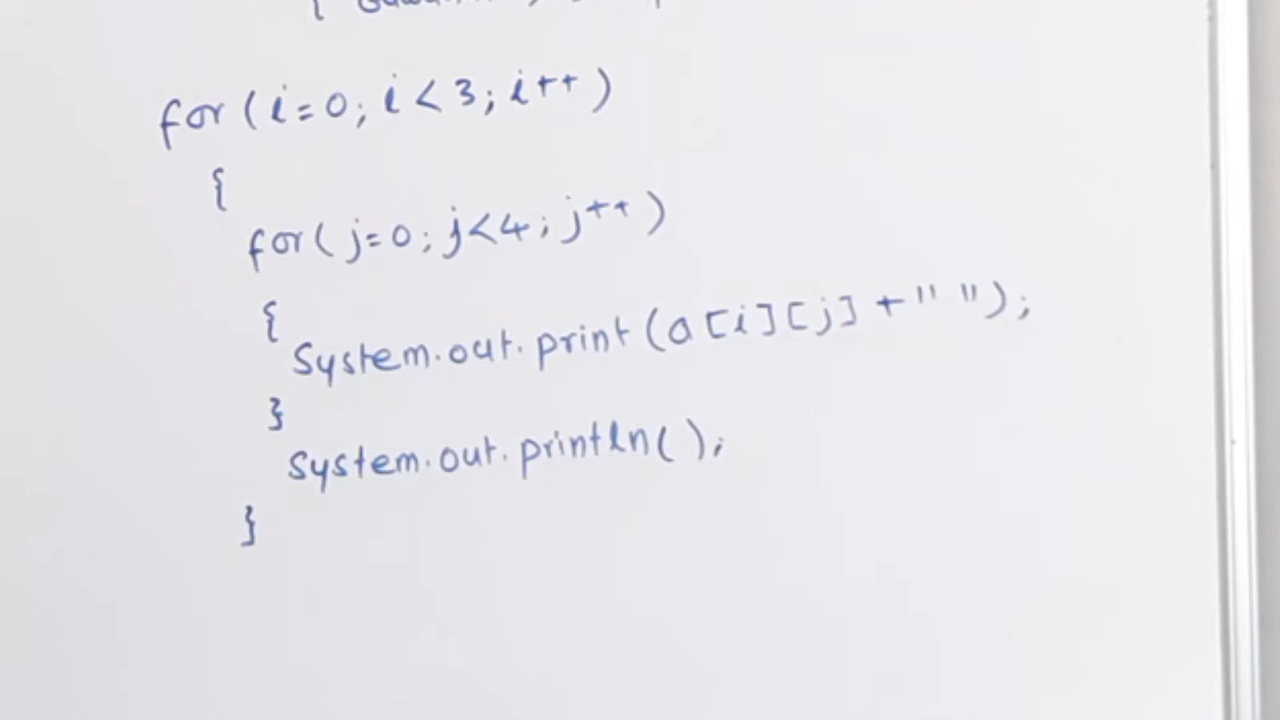 for (i=0; i<3; i++)
{
for( j=0; j<4; j++)
{
System.out.print (a[i][j] +" ");
}
System.out.println( );
}